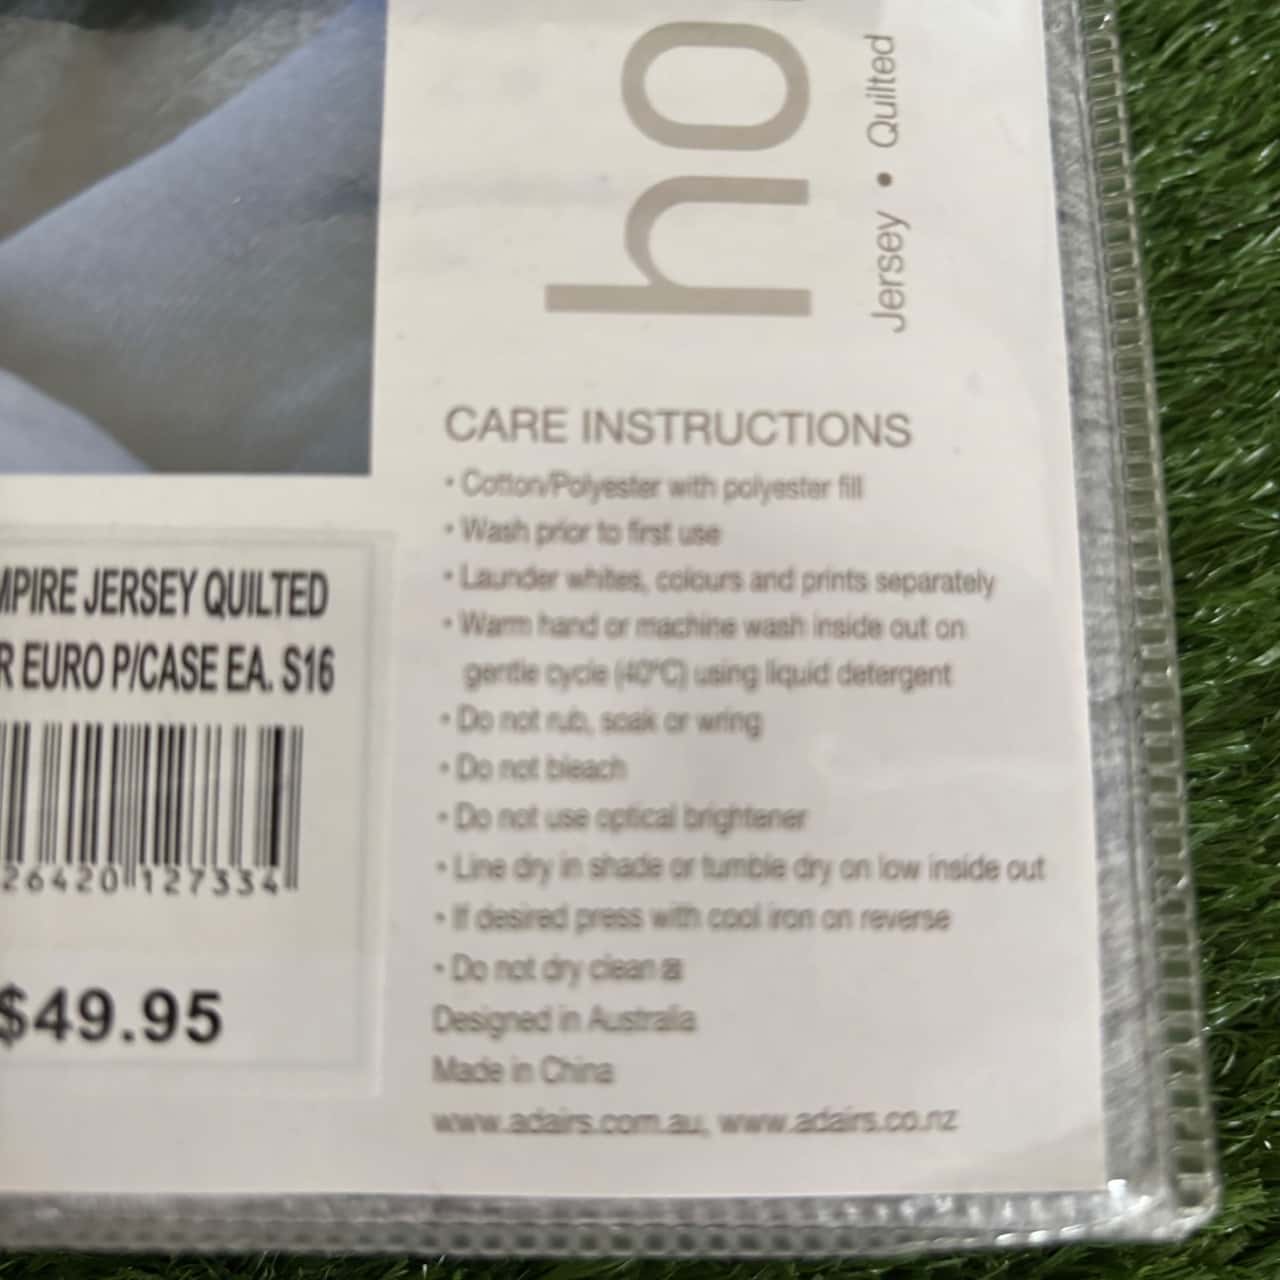 ho
Jersey • Quilted
CARE INSTRUCTIONS
• Cotton/Polyester with polyester fill
• Wash prior to first use
• Launder whites, colours and prints separately
• Warm hand or machine wash inside out on
gentle cycle (40°C) using liquid detergent
• Do not rub, soak or wring
• Do not bleach
• Do not use optical brightener
• Line dry in shade or tumble dry on low inside out
• If desired press with cool iron on reverse
• Do not dry clean
Designed in Australia
Made in China
www.adairs.com.au, www.adairs.co.nz
MPIRE JERSEY QUILTED
R EURO P/CASE EA. S16
26420 127334
$49.95